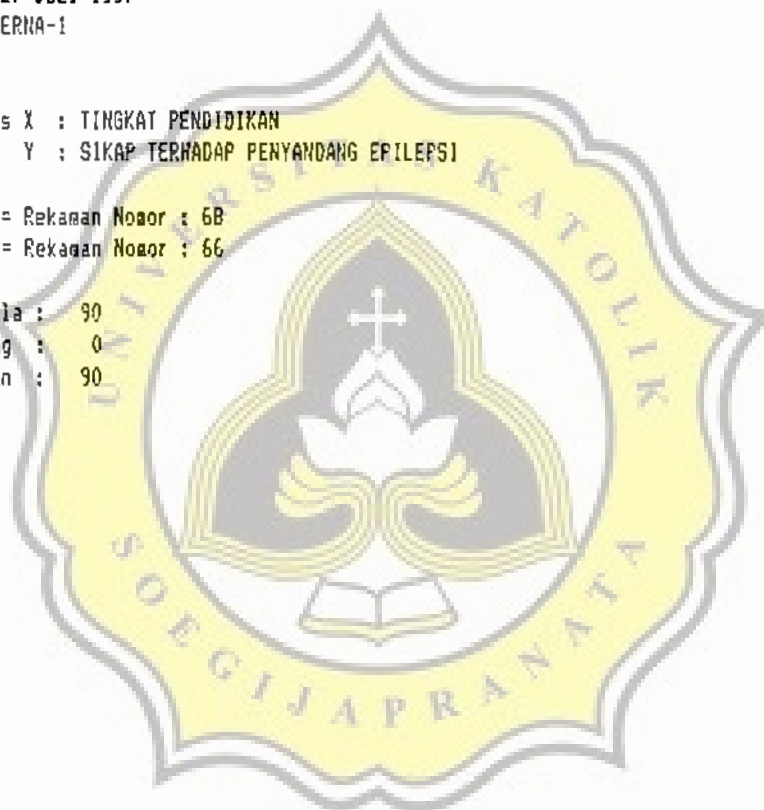 ERNA-1
s X : TINGKAT PENDIDIKAN
Y : SIKAP TERHADAP PENYANDANG EPILEPSI
= Rekaman Nomor : 68
= Rekaman Nomor : 66
la : 90
g : 0
n : 90
UNIVERSITAS KATOLIK
SOEGIJAPRANATA